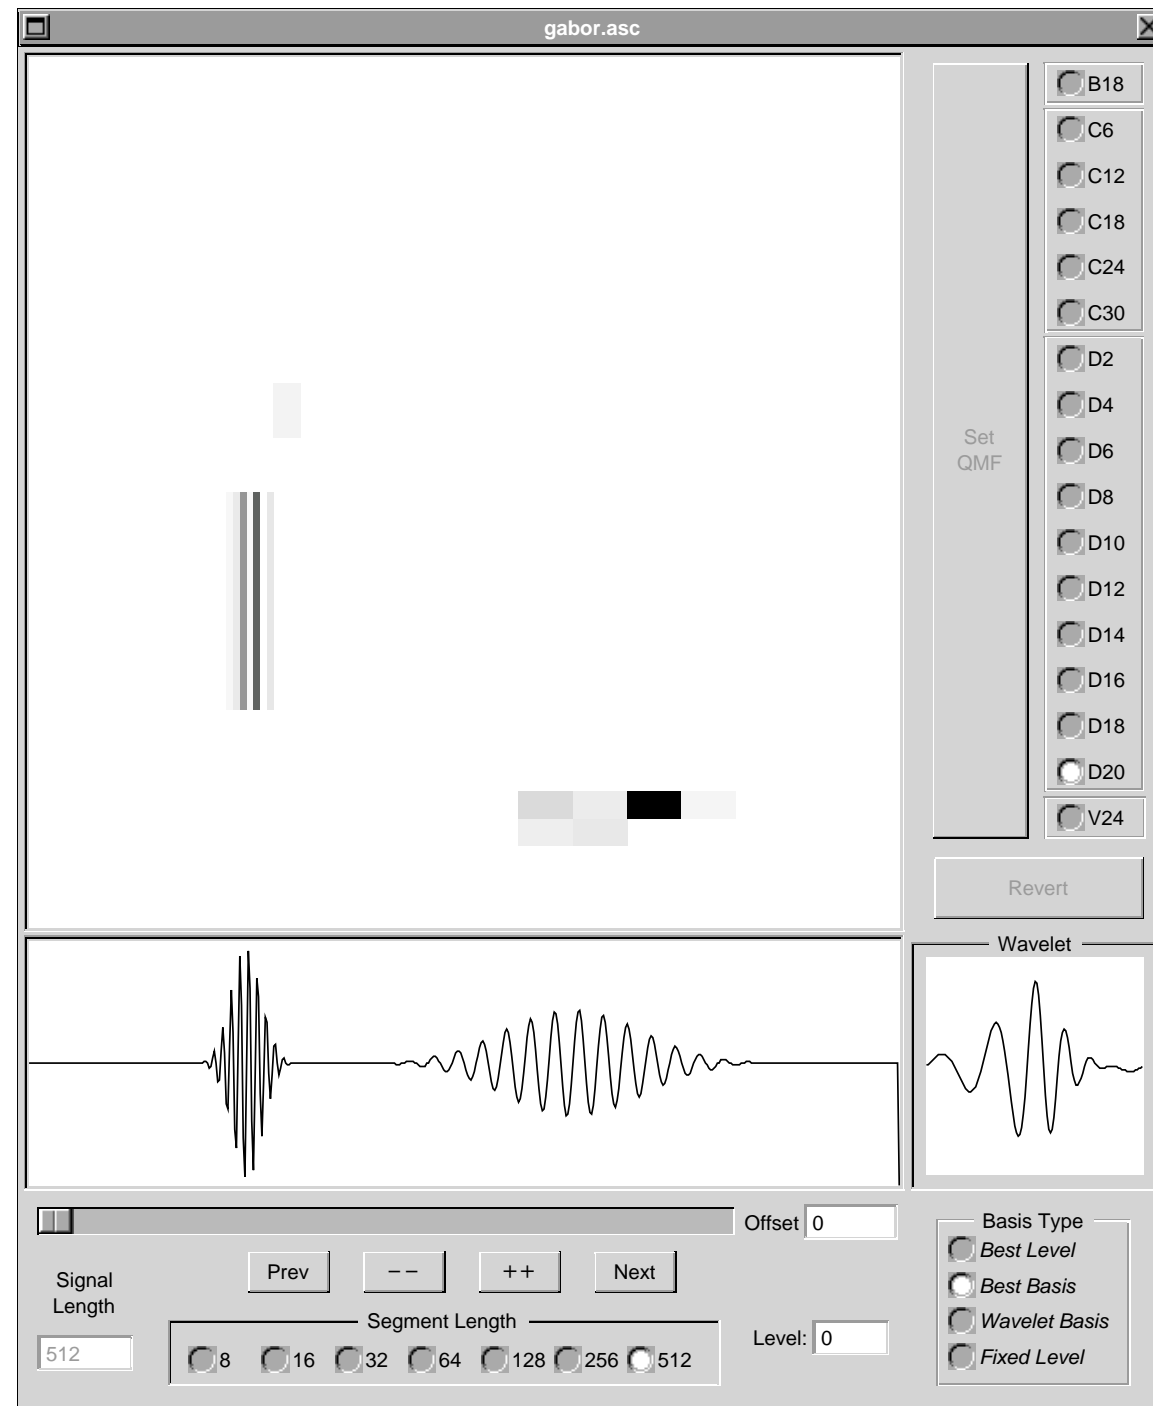 gabor.asc
Set
QMF
B18
C6
C12
C18
C24
C30
D2
D4
D6
D8
D10
D12
D14
D16
D18
D20
V24
Revert
Wavelet
Offset 0
Prev -- ++ Next
Signal
Length
512
Segment Length
8 16 32 64 128 256 512
Level: 0
Basis Type
Best Level
Best Basis
Wavelet Basis
Fixed Level